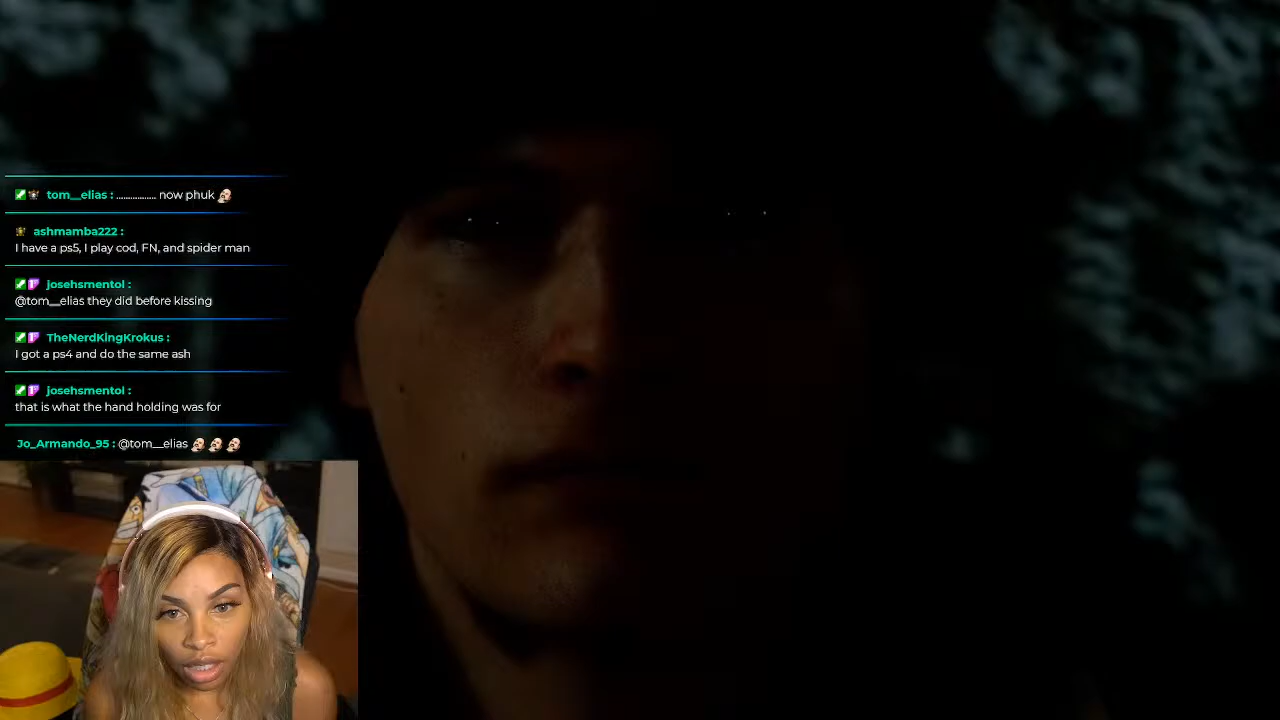 tom__elias : ................. now phuk
ashmamba222 :
I have a ps5, I play cod, FN, and spider man
josehsmentol :
@tom__elias they did before kissing
TheNerdKingKrokus :
I got a ps4 and do the same ash
josehsmentol :
that is what the hand holding was for
Jo_Armando_95 : @tom__elias